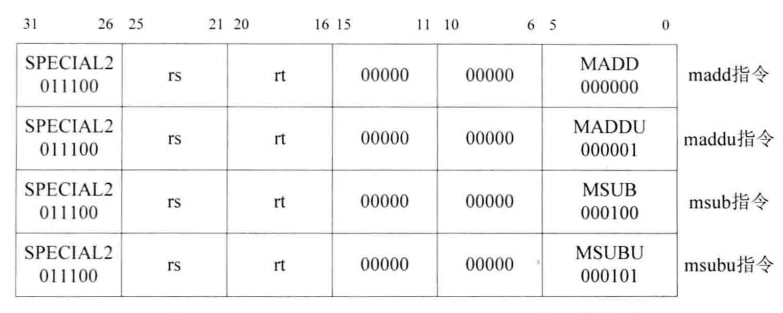 31 26 25 21 20 16 15 11 10 6 5 0
SPECIAL2
011100 rs rt 00000 00000 MADD
000000 madd指令
SPECIAL2
011100 rs rt 00000 00000 MADDU
000001 maddu指令
SPECIAL2
011100 rs rt 00000 00000 MSUB
000100 msub指令
SPECIAL2
011100 rs rt 00000 00000 MSUBU
000101 msubu指令